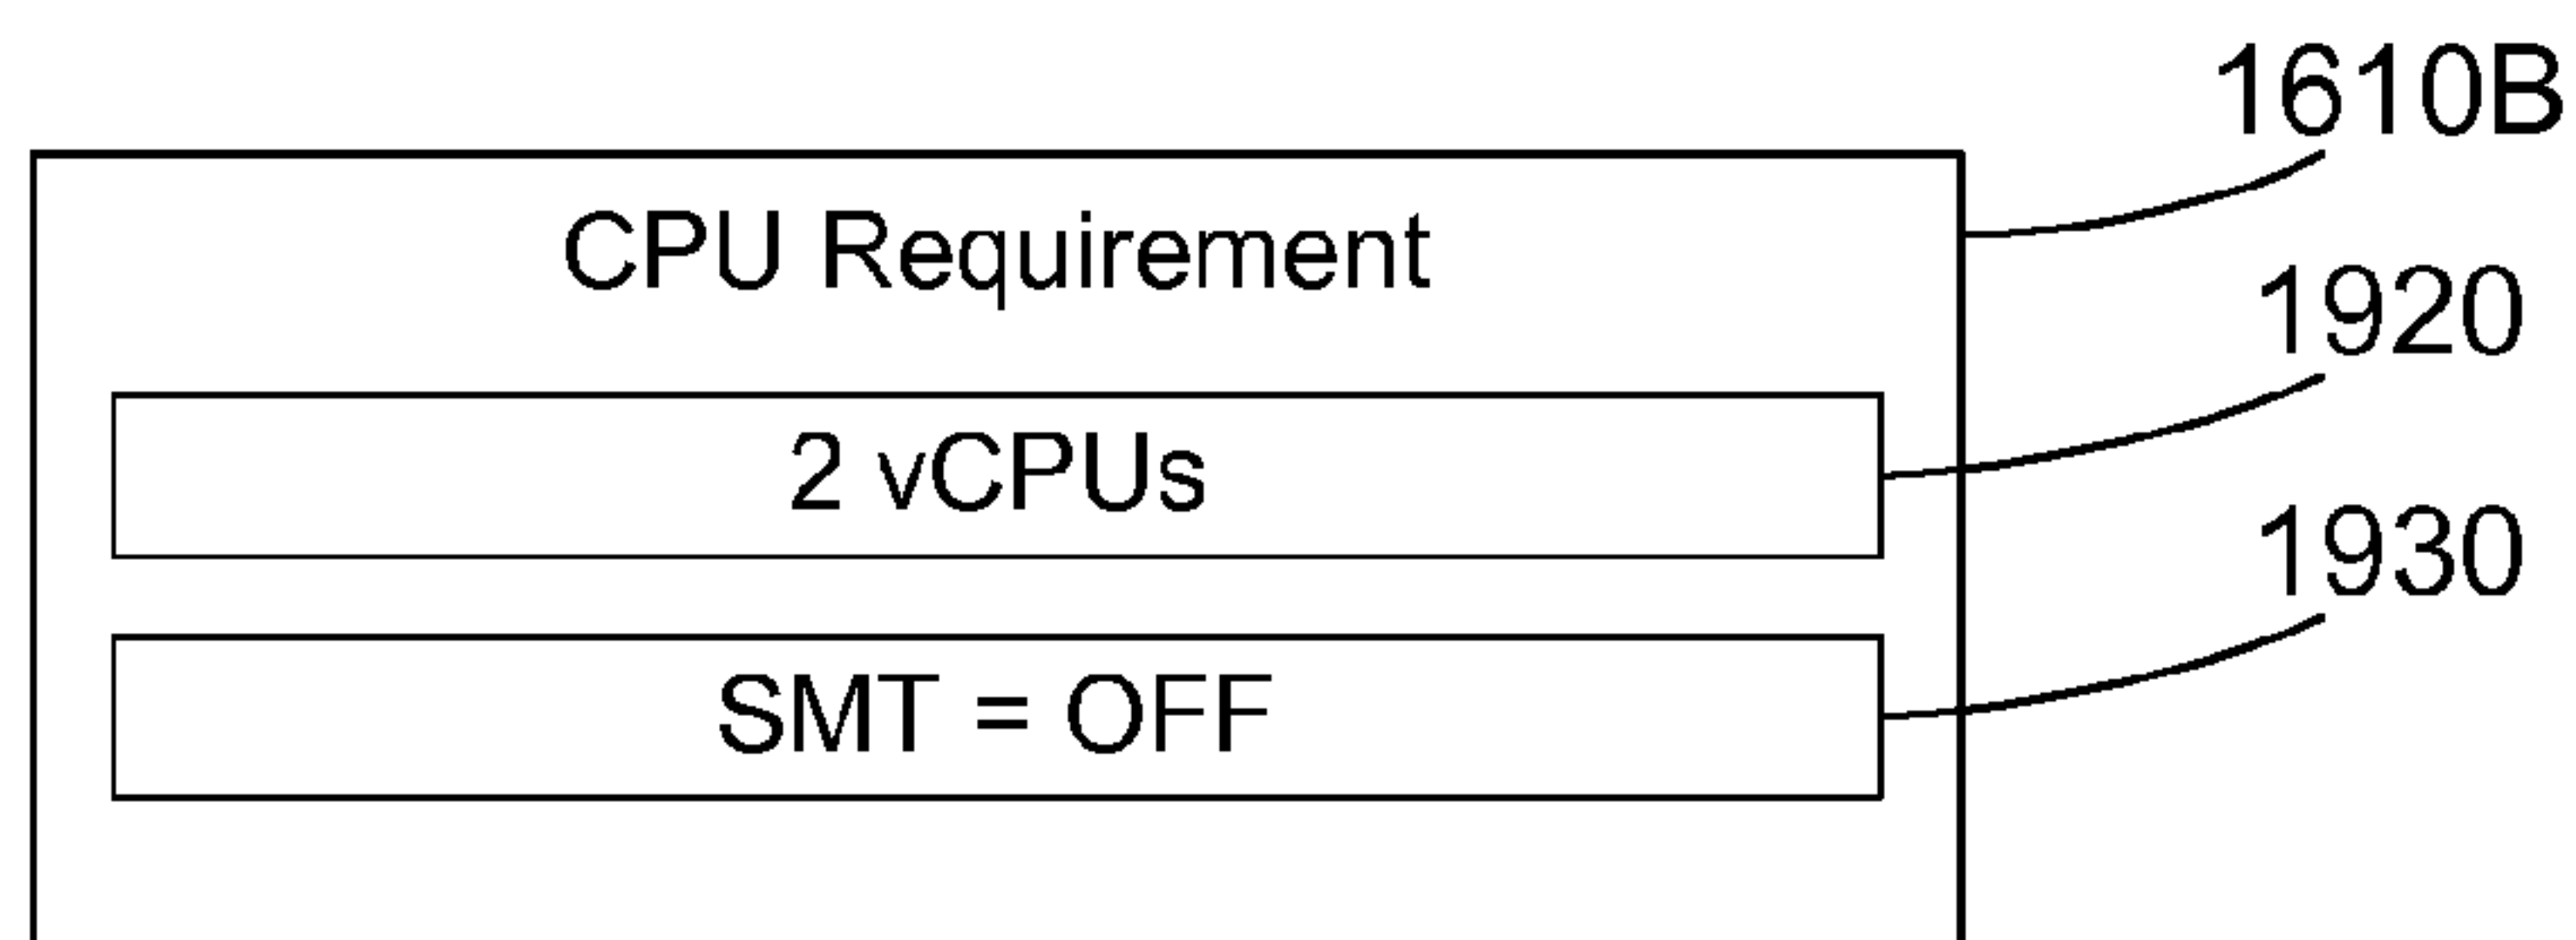 1610B
CPU Requirement
1920
2 vCPUs
1930
SMT = OFF